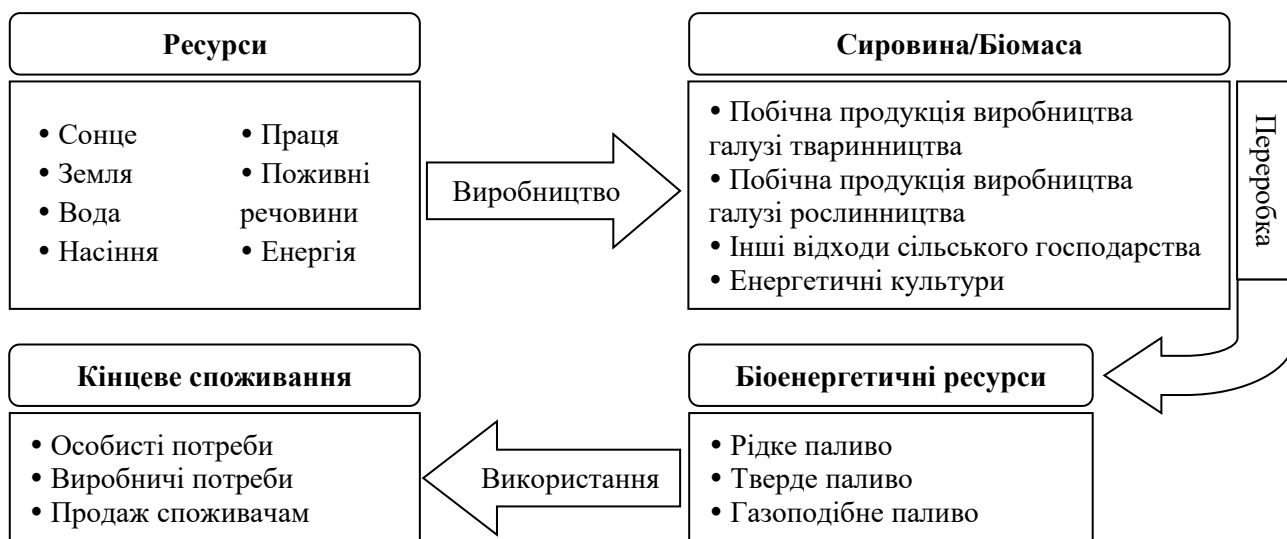 Ресурси
• Сонце
• Земля
• Вода
• Насіння
• Праця
• Поживні
речовини
• Енергія
Виробництво
Сировина/Біомаса
• Побічна продукція виробництва
галузі тваринництва
• Побічна продукція виробництва
галузі рослинництва
• Інші відходи сільського господарства
• Енергетичні культури
Переробка
Біоенергетичні ресурси
• Рідке паливо
• Тверде паливо
• Газоподібне паливо
Використання
Кінцеве споживання
• Особисті потреби
• Виробничі потреби
• Продаж споживачам